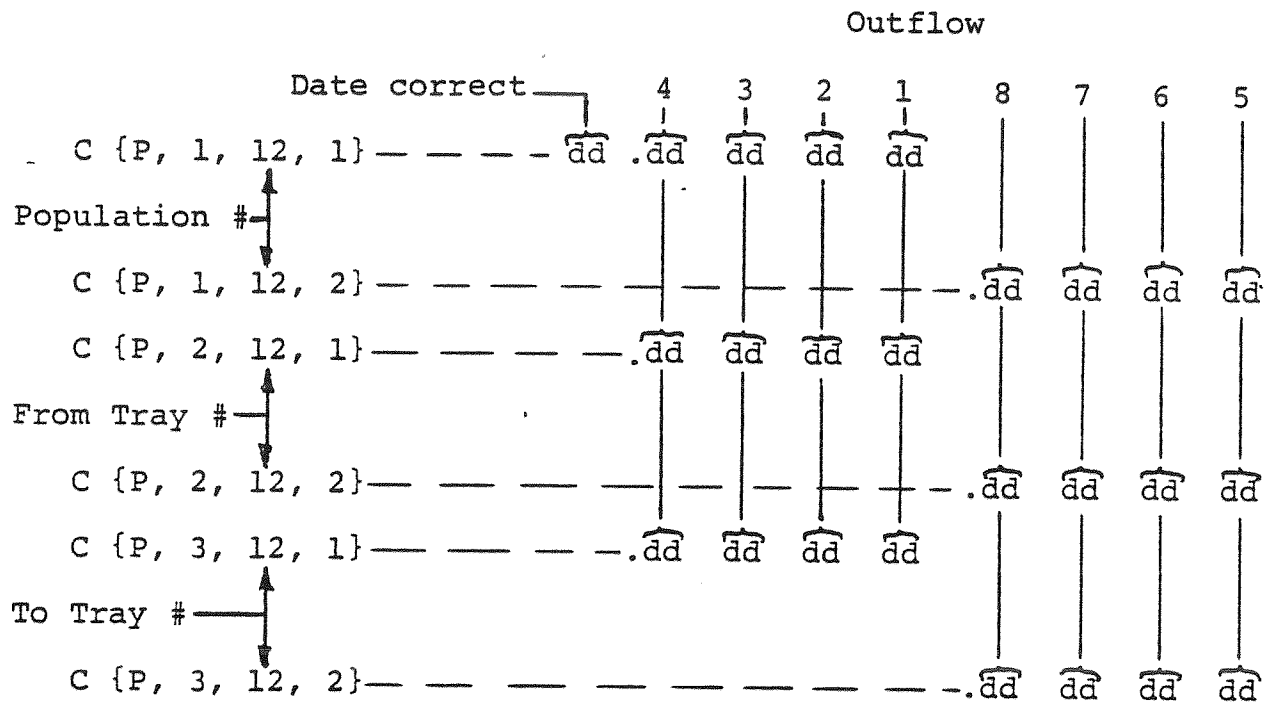 Outflow
Date correct 4 3 2 1 8 7 6 5
C {P, 1, 12, 1} dd .dd dd dd dd
Population #
C {P, 1, 12, 2} .dd dd dd dd
C {P, 2, 12, 1} .dd dd dd dd
From Tray #
C {P, 2, 12, 2} .dd dd dd dd
C {P, 3, 12, 1} .dd dd dd dd
To Tray #
C {P, 3, 12, 2} .dd dd dd dd